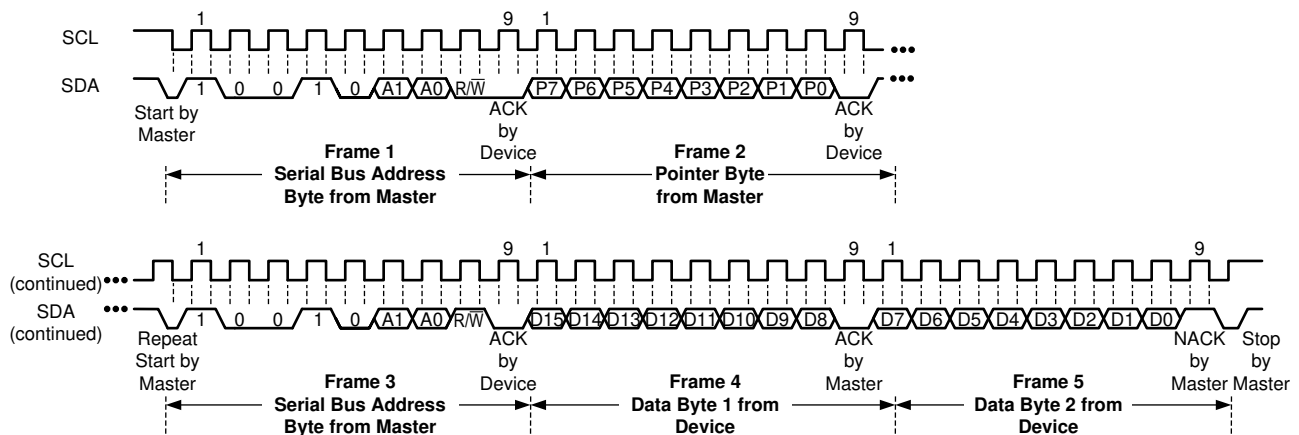 1 9 1 9
SCL
SDA
1 0 0 1 0 A1 A0 R/W̅ P7 P6 P5 P4 P3 P2 P1 P0
Start by
Master
ACK
by
Device
ACK
by
Device
Frame 1
Serial Bus Address
Byte from Master
Frame 2
Pointer Byte
from Master
1 9 1 9 1 9
SCL
(continued)
SDA
(continued)
1 0 0 1 0 A1 A0 R/W̅ D15 D14 D13 D12 D11 D10 D9 D8 D7 D6 D5 D4 D3 D2 D1 D0
Repeat
Start by
Master
ACK
by
Device
ACK
by
Master
NACK
by
Master
Stop
by
Master
Frame 3
Serial Bus Address
Byte from Master
Frame 4
Data Byte 1 from
Device
Frame 5
Data Byte 2 from
Device